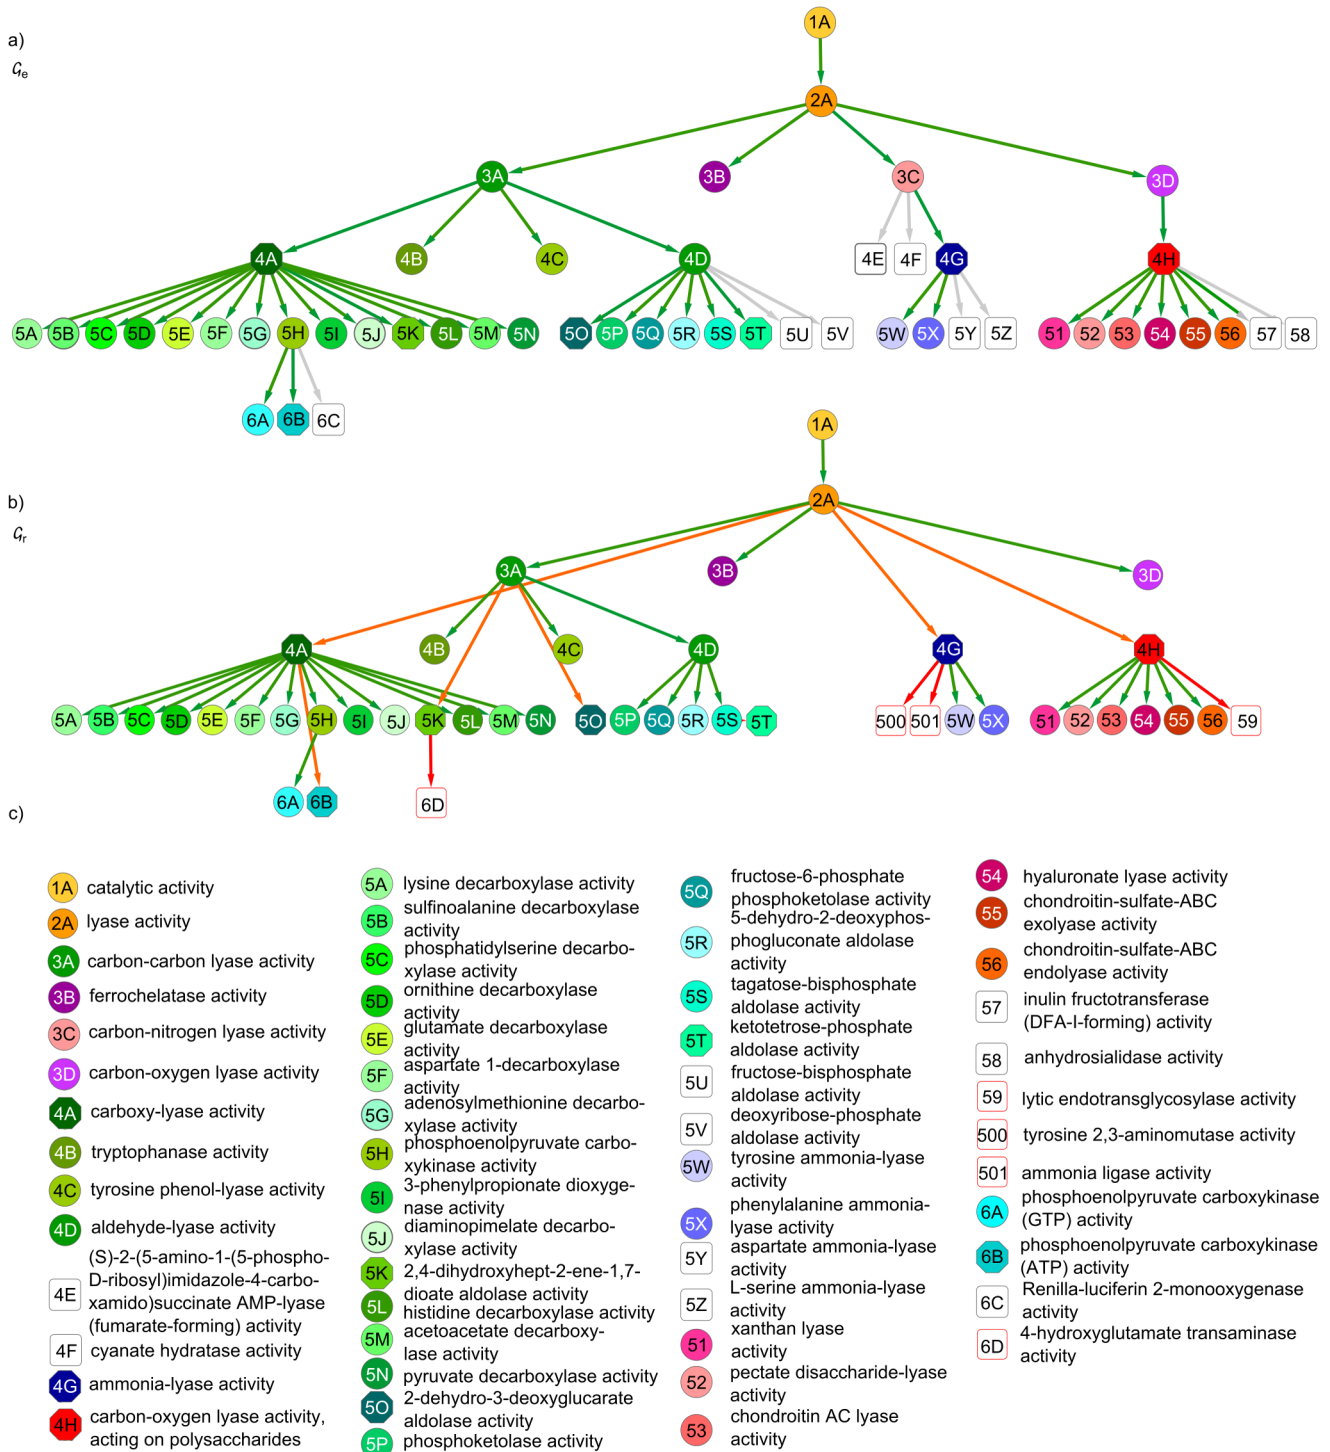 a)
𝒢e
1A
2A
3A 3B 3C 3D
4A 4B 4C 4D 4E 4F 4G 4H
5A 5B 5C 5D 5E 5F 5G 5H 5I 5J 5K 5L 5M 5N 5O 5P 5Q 5R 5S 5T 5U 5V 5W 5X 5Y 5Z 51 52 53 54 55 56 57 58
6A 6B 6C
b)
𝒢r
1A
2A
3A 3B 3D
4A 4B 4C 4D 4G 4H
5A 5B 5C 5D 5E 5F 5G 5H 5I 5J 5K 5L 5M 5N 5O 5P 5Q 5R 5S 5T 500 501 5W 5X 51 52 53 54 55 56 59
6A 6B 6D
c)
1A catalytic activity
2A lyase activity
3A carbon-carbon lyase activity
3B ferrochelatase activity
3C carbon-nitrogen lyase activity
3D carbon-oxygen lyase activity
4A carboxy-lyase activity
4B tryptophanase activity
4C tyrosine phenol-lyase activity
4D aldehyde-lyase activity
(S)-2-(5-amino-1-(5-phospho-
D-ribosyl)imidazole-4-carbo-
4E xamido)succinate AMP-lyase
(fumarate-forming) activity
4F cyanate hydratase activity
4G ammonia-lyase activity
4H carbon-oxygen lyase activity,
acting on polysaccharides
5A lysine decarboxylase activity
5B sulfinoalanine decarboxylase
activity
5C phosphatidylserine decarbo-
xylase activity
5D ornithine decarboxylase
activity
5E glutamate decarboxylase
activity
5F aspartate 1-decarboxylase
activity
5G adenosylmethionine decarbo-
xylase activity
5H phosphoenolpyruvate carbo-
xykinase activity
5I 3-phenylpropionate dioxyge-
nase activity
5J diaminopimelate decarbo-
xylase activity
5K 2,4-dihydroxyhept-2-ene-1,7-
dioate aldolase activity
5L histidine decarboxylase activity
5M acetoacetate decarboxy-
lase activity
5N pyruvate decarboxylase activity
5O 2-dehydro-3-deoxyglucarate
aldolase activity
5P phosphoketolase activity
5Q fructose-6-phosphate
phosphoketolase activity
5R 5-dehydro-2-deoxyphos-
phogluconate aldolase
activity
5S tagatose-bisphosphate
aldolase activity
5T ketotetrose-phosphate
aldolase activity
5U fructose-bisphosphate
aldolase activity
5V deoxyribose-phosphate
aldolase activity
5W tyrosine ammonia-lyase
activity
5X phenylalanine ammonia-
lyase activity
5Y aspartate ammonia-lyase
activity
5Z L-serine ammonia-lyase
activity
51 xanthan lyase
activity
52 pectate disaccharide-lyase
activity
53 chondroitin AC lyase
activity
54 hyaluronate lyase activity
55 chondroitin-sulfate-ABC
exolyase activity
56 chondroitin-sulfate-ABC
endolyase activity
57 inulin fructotransferase
(DFA-I-forming) activity
58 anhydrosialidase activity
59 lytic endotransglycosylase activity
500 tyrosine 2,3-aminomutase activity
501 ammonia ligase activity
6A phosphoenolpyruvate carboxykinase
(GTP) activity
6B phosphoenolpyruvate carboxykinase
(ATP) activity
6C Renilla-luciferin 2-monooxygenase
activity
6D 4-hydroxyglutamate transaminase
activity